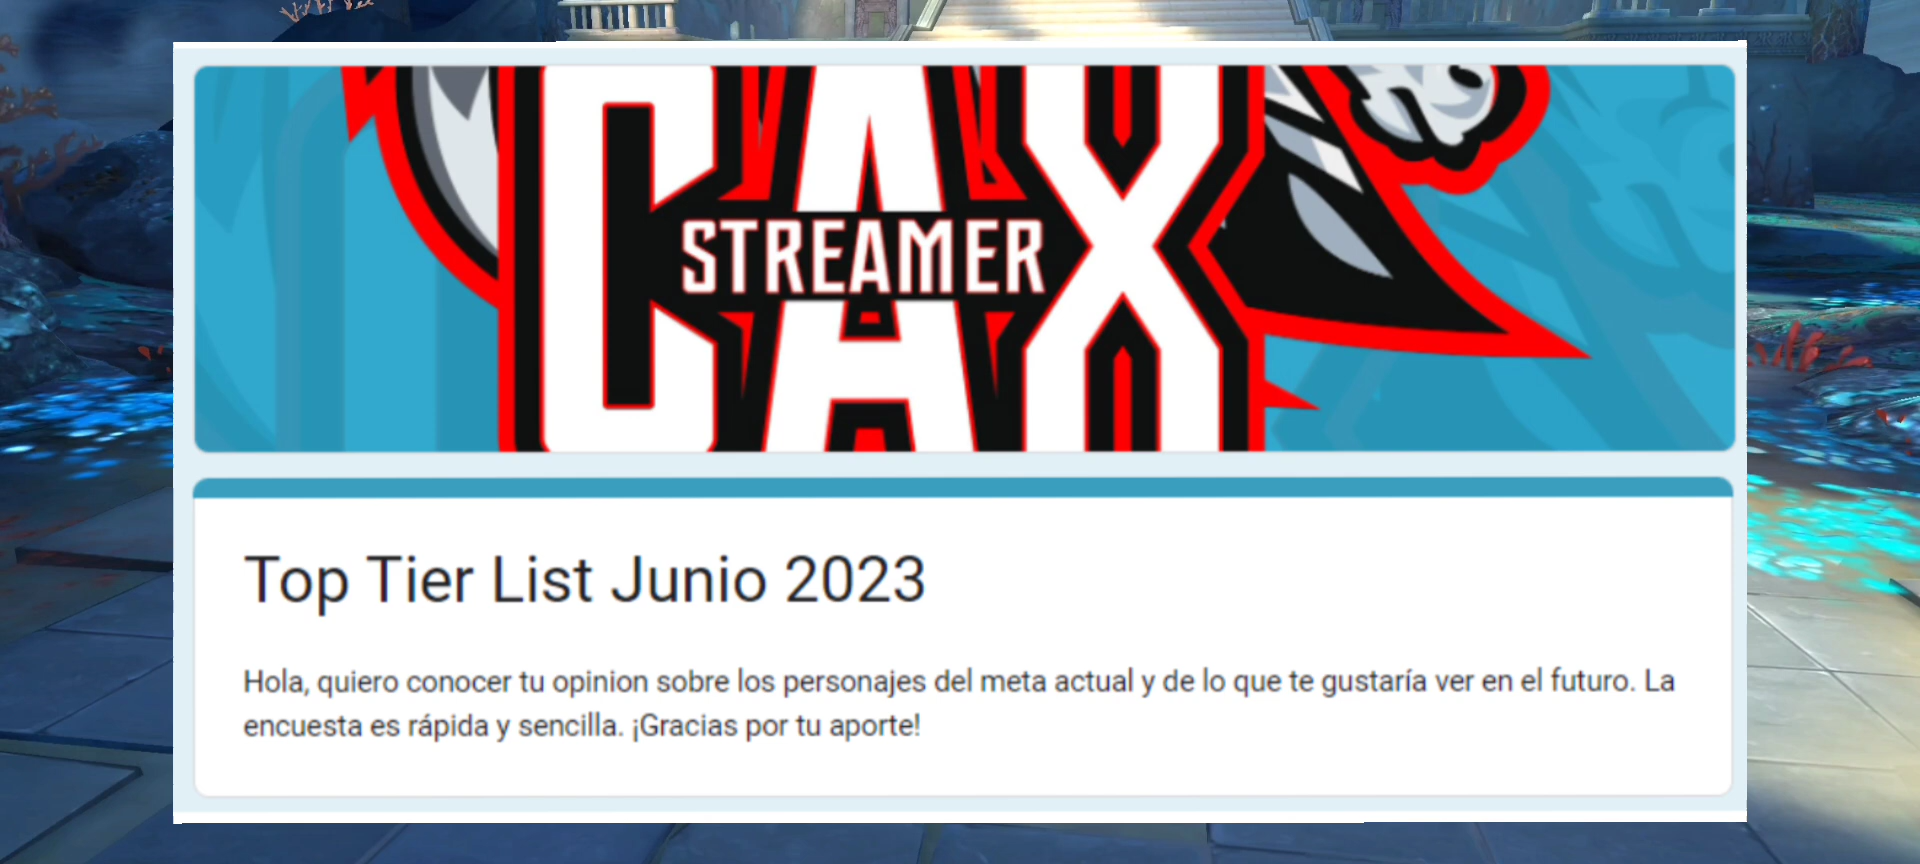 CAX
STREAMER
Top Tier List Junio 2023
Hola, quiero conocer tu opinion sobre los personajes del meta actual y de lo que te gustaría ver en el futuro. La
encuesta es rápida y sencilla. ¡Gracias por tu aporte!